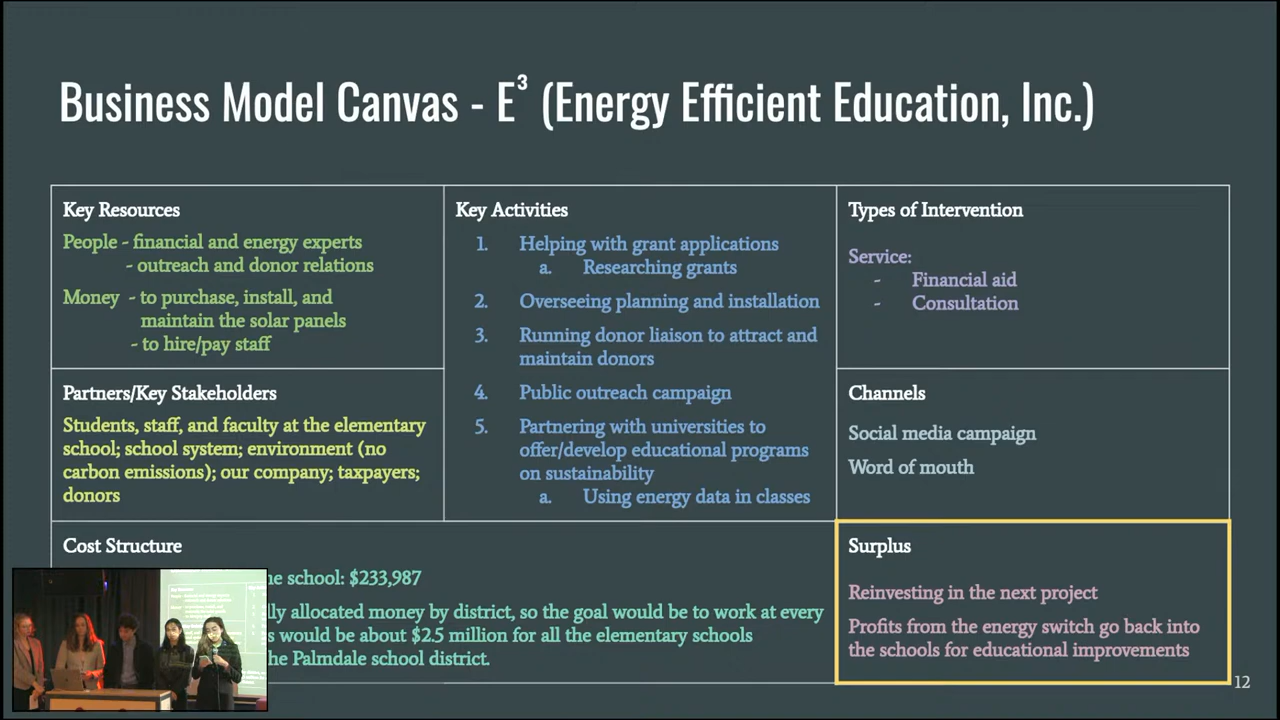 Business Model Canvas - E³ (Energy Efficient Education, Inc.)
Key Resources
People - financial and energy experts
- outreach and donor relations
Money - to purchase, install, and
maintain the solar panels
- to hire/pay staff
Key Activities
1. Helping with grant applications
a. Researching grants
2. Overseeing planning and installation
3. Running donor liaison to attract and
maintain donors
4. Public outreach campaign
5. Partnering with universities to
offer/develop educational programs
on sustainability
a. Using energy data in classes
Types of Intervention
Service:
- Financial aid
- Consultation
Partners/Key Stakeholders
Students, staff, and faculty at the elementary
school; school system; environment (no
carbon emissions); our company; taxpayers;
donors
Channels
Social media campaign
Word of mouth
Cost Structure
school: $233,987
allocated money by district, so the goal would be to work at every
would be about $2.5 million for all the elementary schools
Palmdale school district.
Surplus
Reinvesting in the next project
Profits from the energy switch go back into
the schools for educational improvements
12